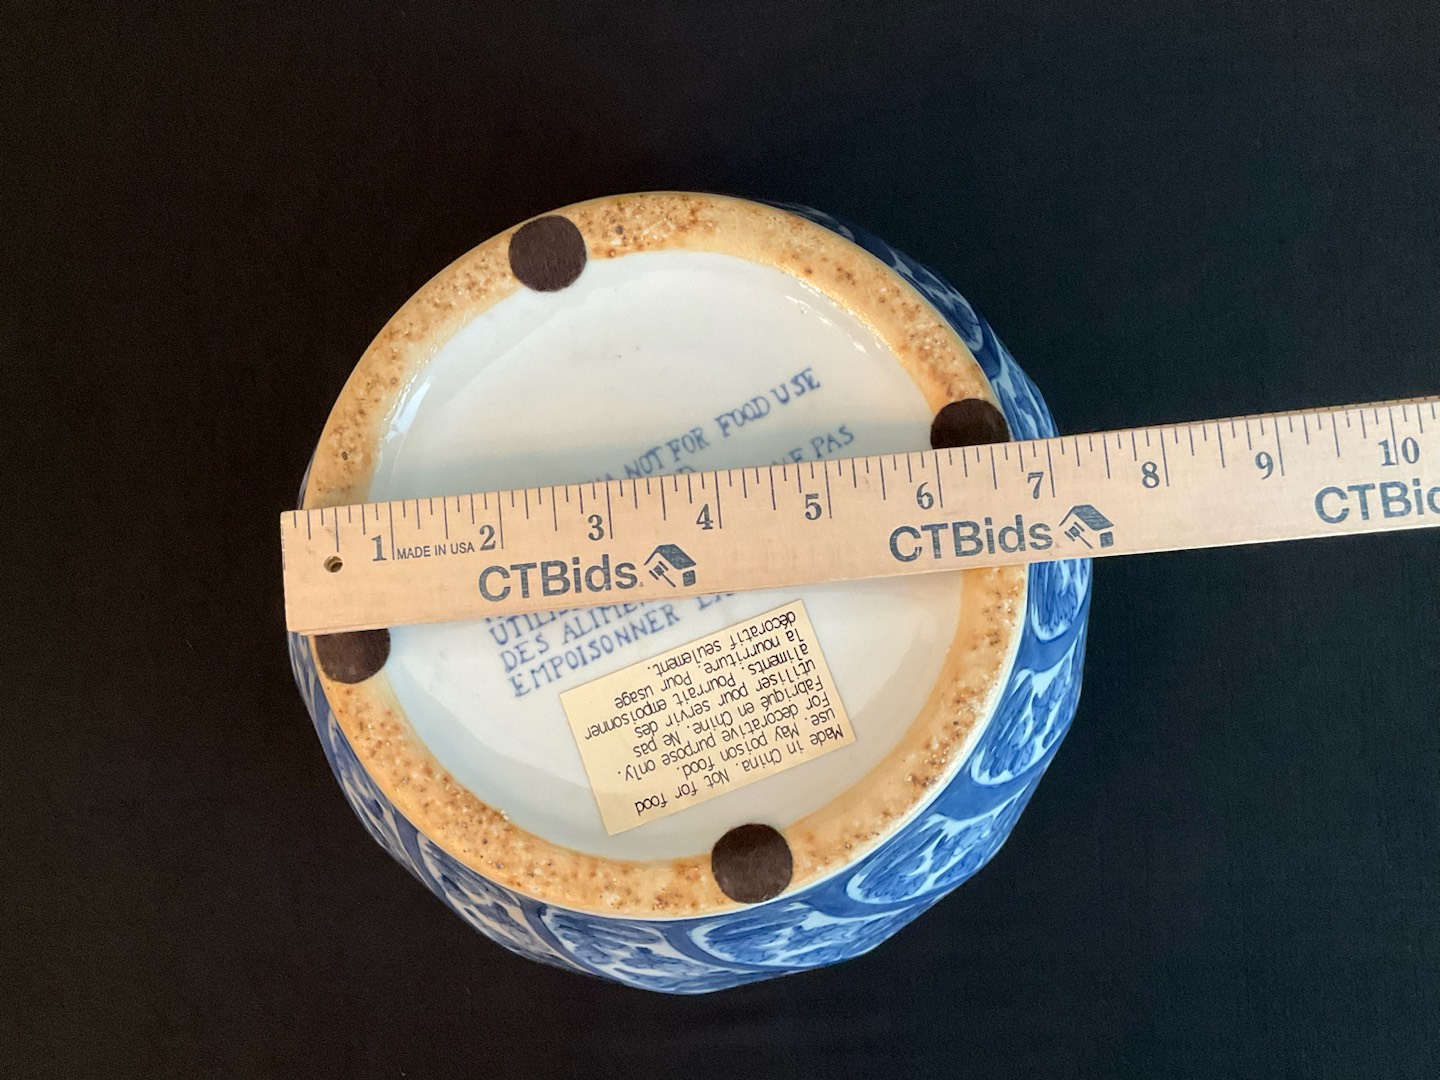 NOT FOR FOOD USE
NE PAS
1 MADE IN USA 2 3 4 5 6 7 8 9 10
CTBids CTBids CTBic
DES ALIME
EMPOISONNER
Made in China. Not for food
use. May poison food.
For decorative purpose only.
Fabriqué en Chine. Ne pas
utiliser pour servir des
aliments: Pourrait empoisonner
la nourriture. Pour usage
décoratif seulement.